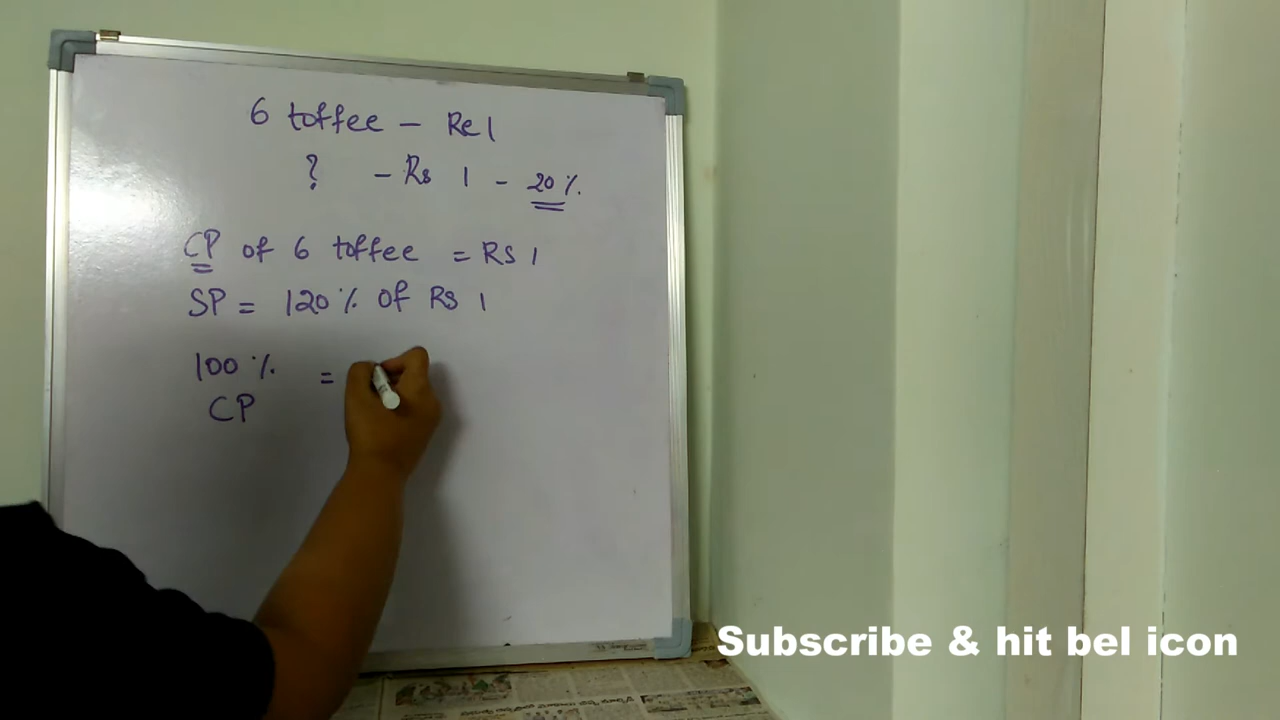 6 toffee - Re 1
? - Rs 1 - 20 %.
CP of 6 toffee = Rs 1
SP = 120 % of Rs 1
100 % =
CP
Subscribe & hit bel icon